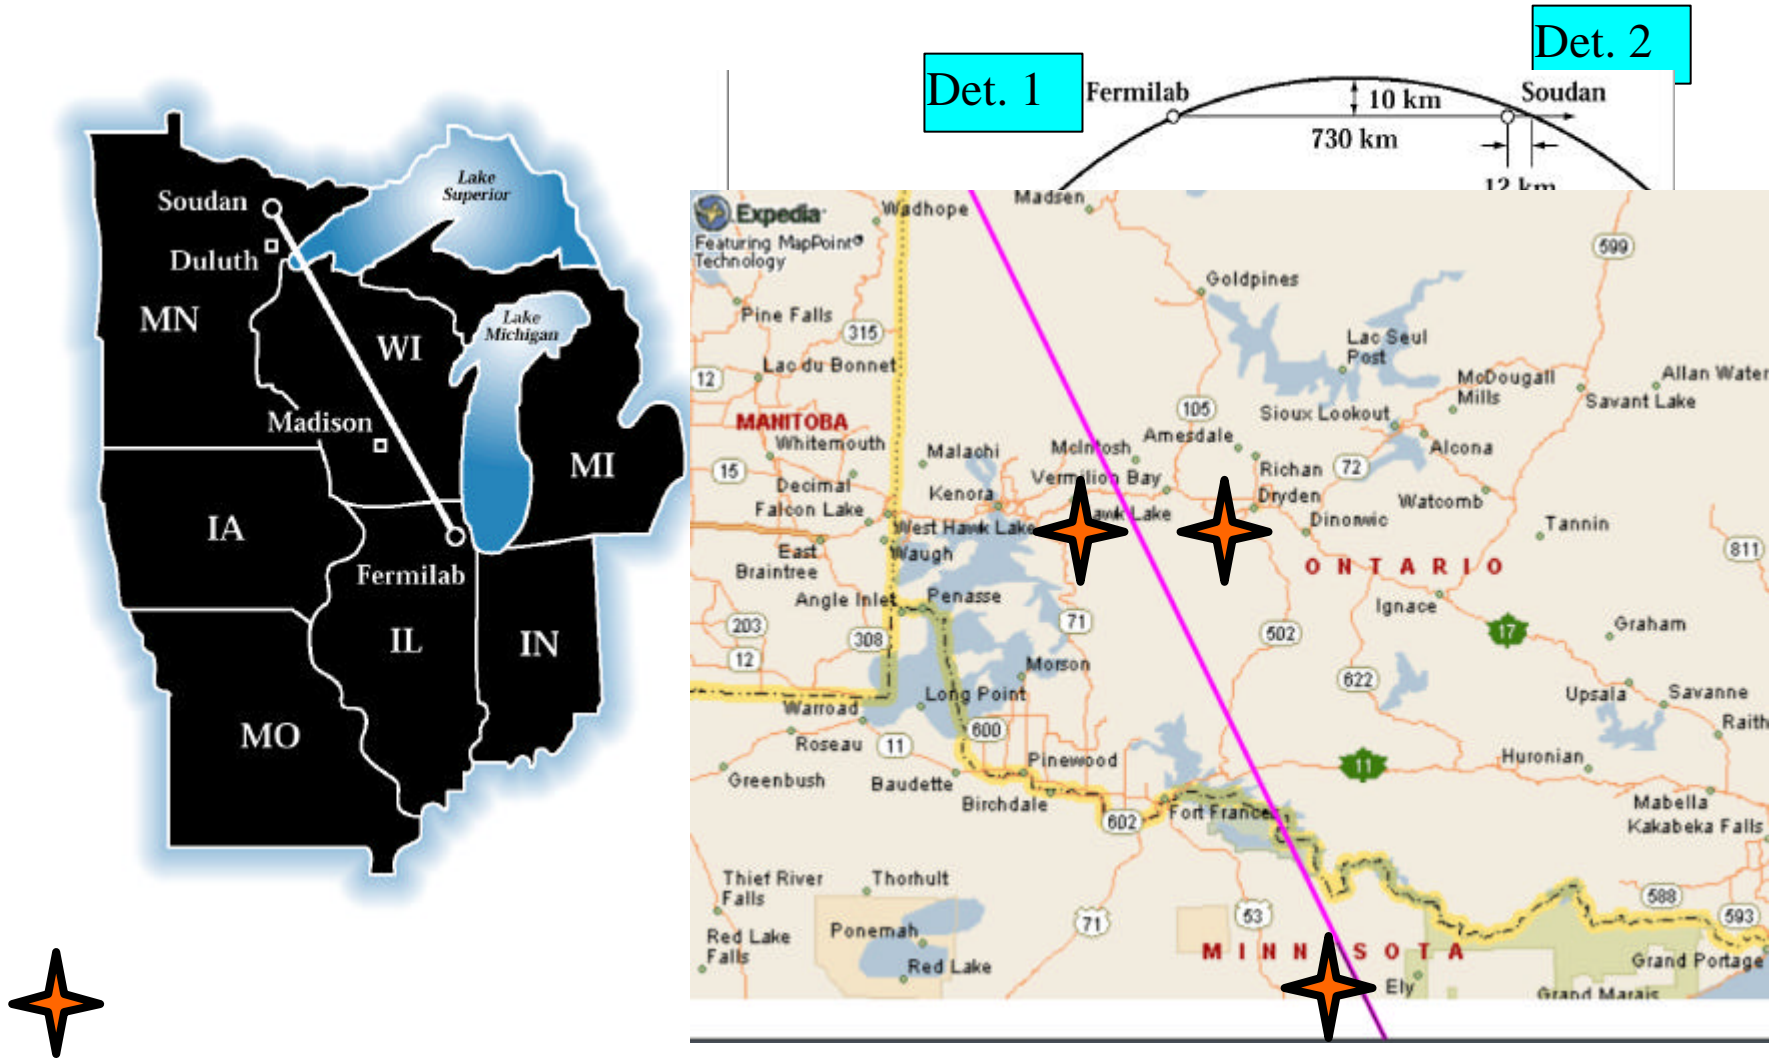 Det. 1
Det. 2
Fermilab
Soudan
10 km
730 km
12 km
Lake
Superior
Soudan
Duluth
MN
WI
Lake
Michigan
Madison
MI
IA
Fermilab
IL
IN
MO
Expedia
Featuring MapPoint®
Technology
Wadhope
Madsen
599
Goldpines
Pine Falls
315
Lac Seul
Post
Lac du Bonnet
12
McDougall
Mills
Allan Water
Savant Lake
105
Sioux Lookout
MANITOBA
Whitemouth
Malachi
McIntosh
Amesdale
Alcona
15
Decimal
Kenora
Vermilion Bay
Richan
72
Dryden
Watcomb
Falcon Lake
West Hawk Lake
Hawk Lake
Dinorwic
Tannin
East
Braintree
Waugh
811
ONTARIO
Angle Inlet
Penasse
Ignace
203
308
71
502
17
Graham
12
Morson
622
Upsala
Savanne
Long Point
Warroad
Raith
Roseau
11
600
Pinewood
11
Huronian
Greenbush
Baudette
Birchdale
Fort Frances
602
Mabella
Kakabeka Falls
Thief River
Falls
Thorhult
588
593
71
53
Ponemah
Red Lake
Falls
Red Lake
MINNESOTA
Ely
Grand Portage
Grand Marais